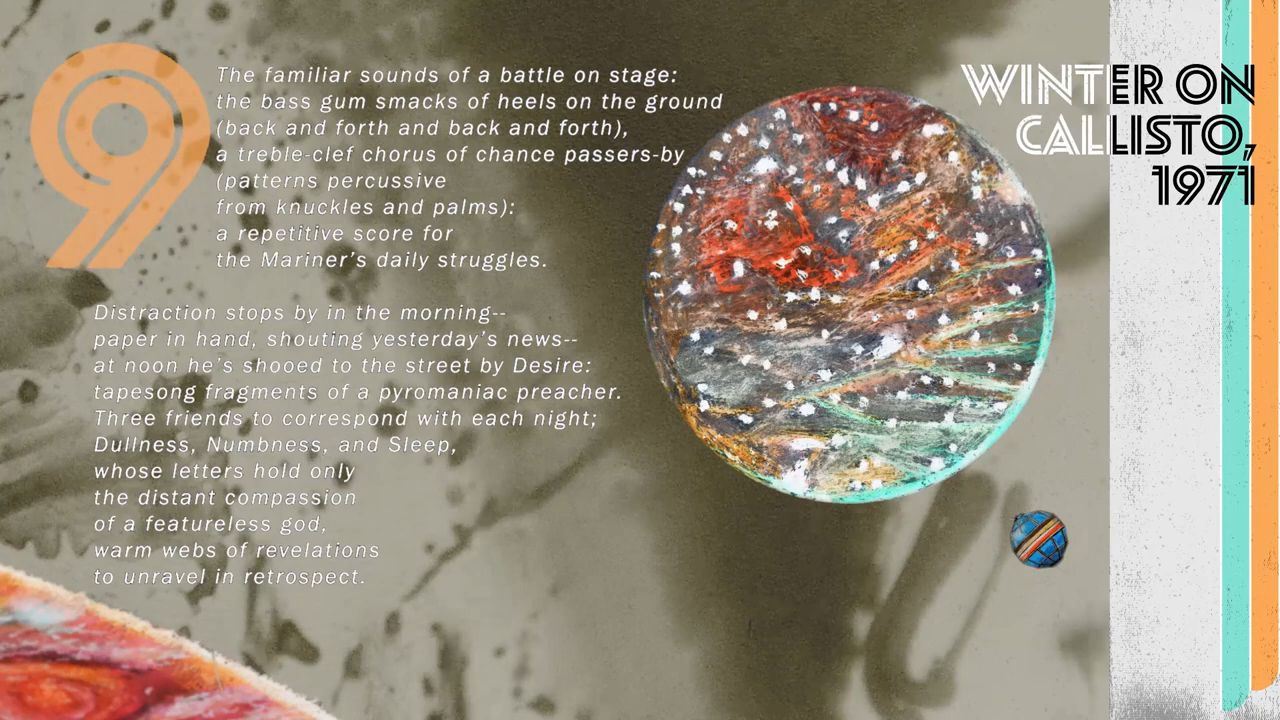 9
The familiar sounds of a battle on stage:
the bass gum smacks of heels on the ground
(back and forth and back and forth),
a treble-clef chorus of chance passers-by
(patterns percussive
from knuckles and palms):
a repetitive score for
the Mariner's daily struggles.
Distraction stops by in the morning--
paper in hand, shouting yesterday's news--
at noon he's shooed to the street by Desire:
tapesong fragments of a pyromaniac preacher.
Three friends to correspond with each night;
Dullness, Numbness, and Sleep,
whose letters hold only
the distant compassion
of a featureless god,
warm webs of revelations
to unravel in retrospect.
WINTER ON
CALLISTO,
1971